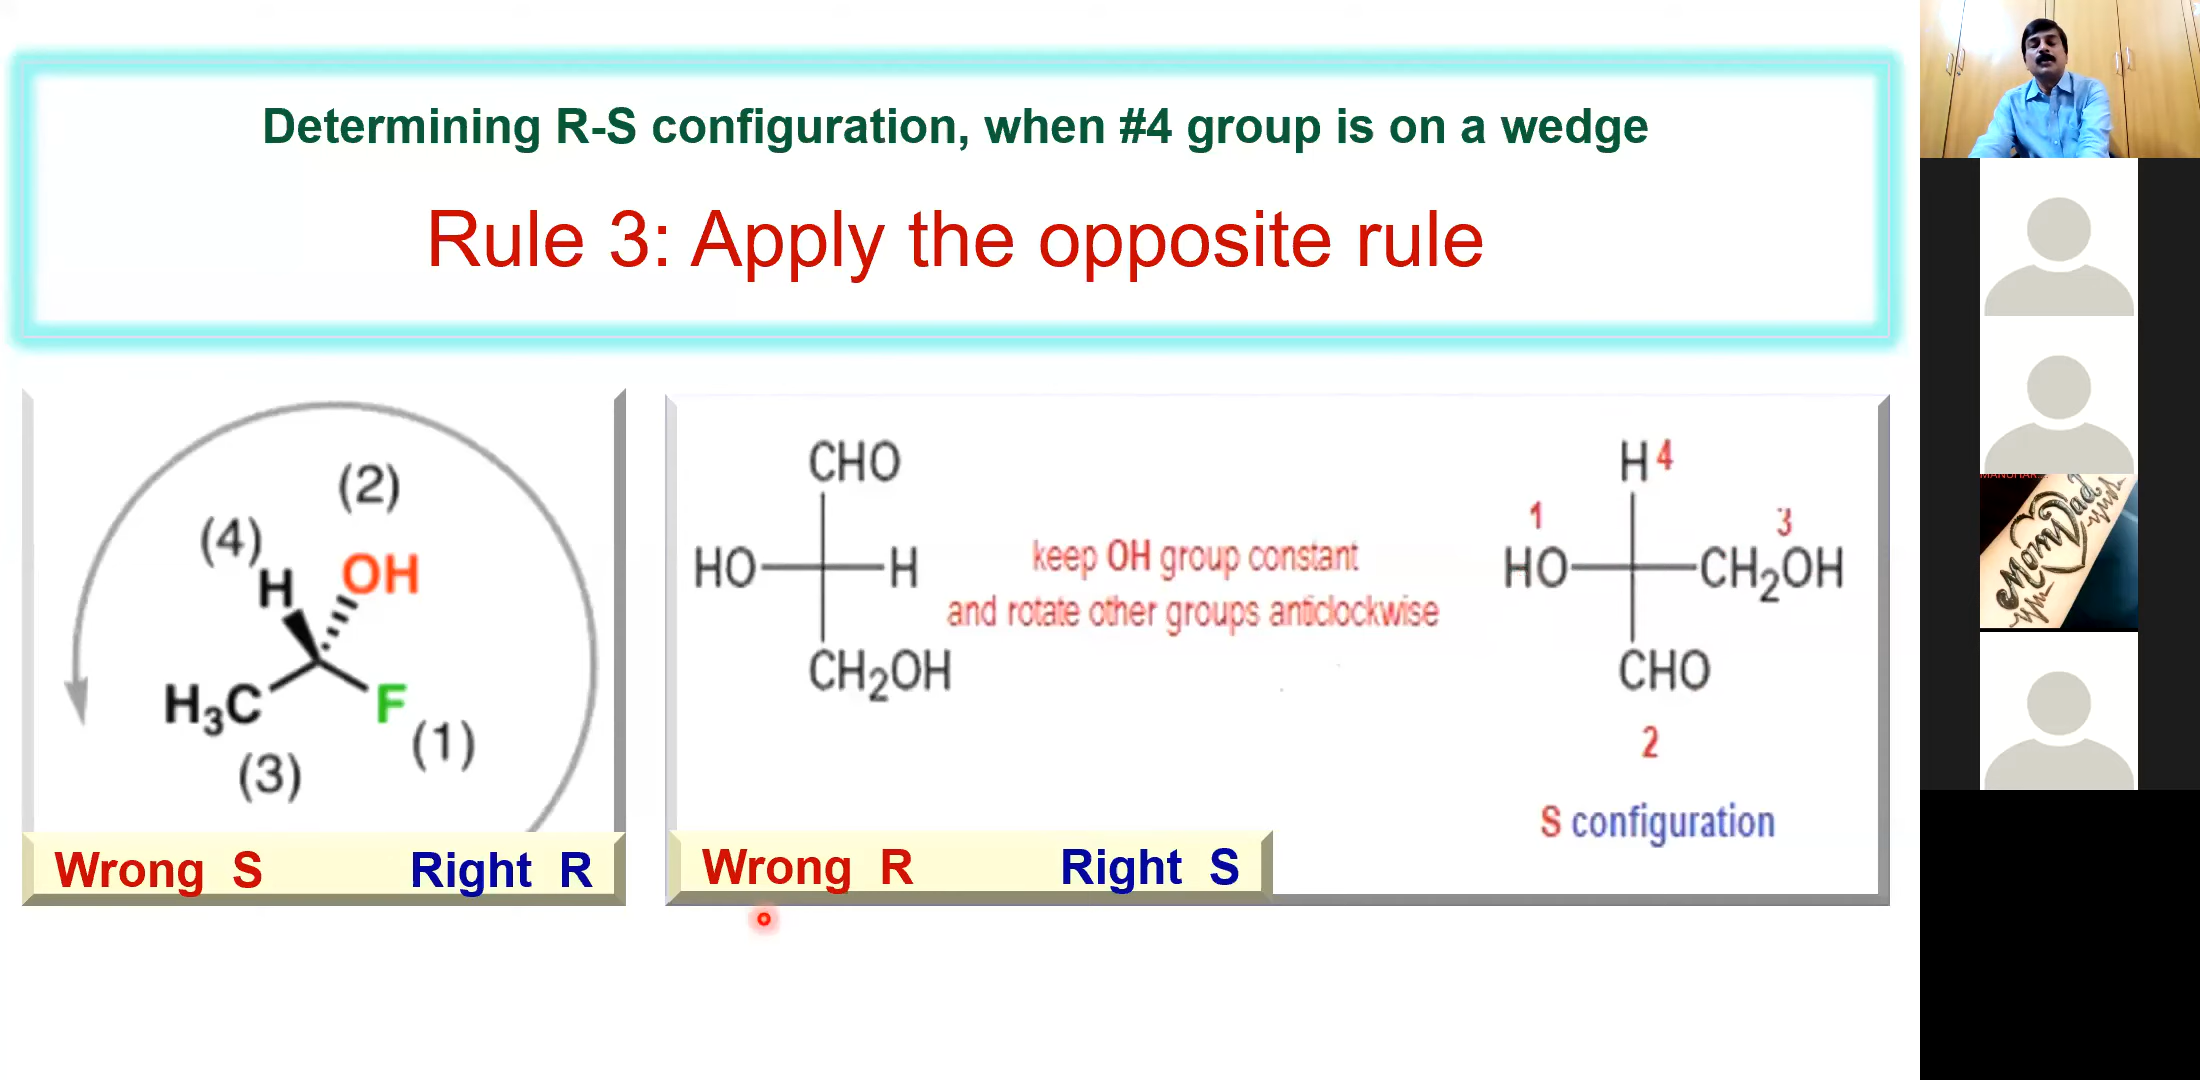 Determining R-S configuration, when #4 group is on a wedge
Rule 3: Apply the opposite rule
(2)
(4)
H
OH
H₃C
F
(3)
(1)
Wrong S Right R
CHO
HO H
CH₂OH
keep OH group constant
and rotate other groups anticlockwise
H 4
1
3
HO CH₂OH
CHO
2
S configuration
Wrong R Right S
Mom
Dad